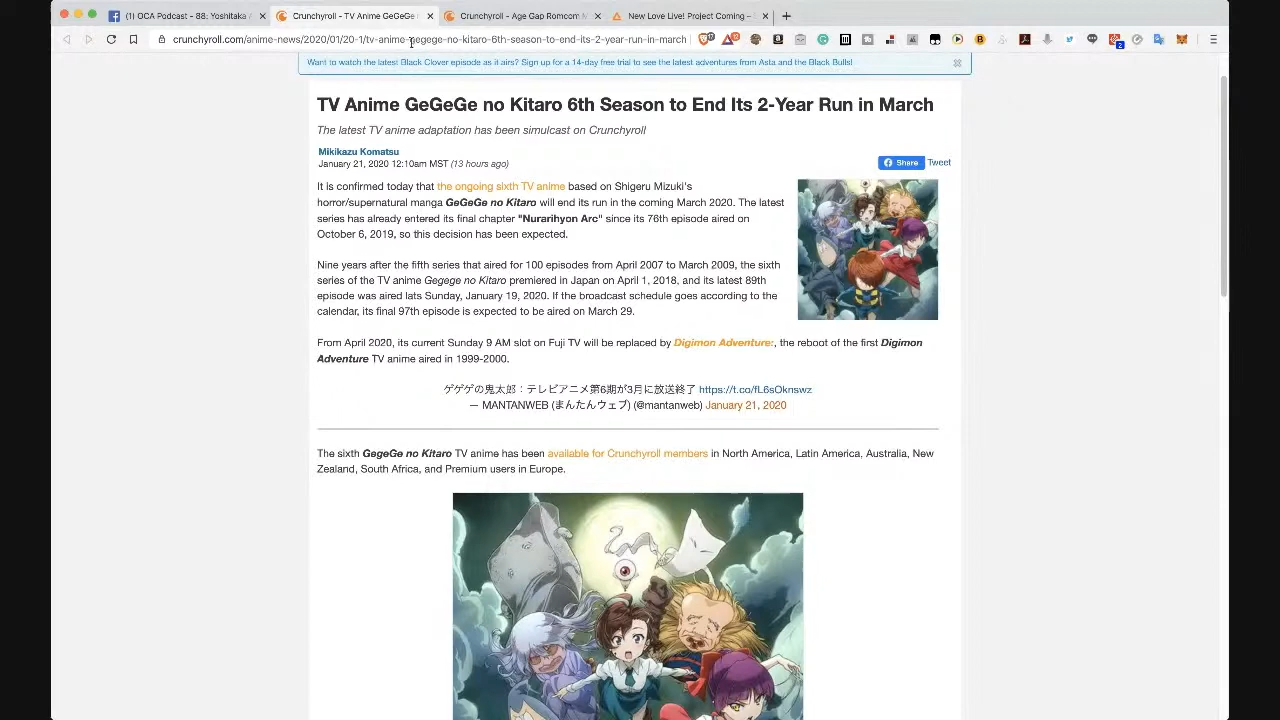 (1) OCA Podcast - 88: Yoshitaka
Crunchyroll - TV Anime GeGeGe
Crunchyroll - Age Gap Romcom M
New Love Live! Project Coming –
crunchyroll.com/anime-news/2020/01/20-1/tv-anime-gegege-no-kitaro-6th-season-to-end-its-2-year-run-in-march
Want to watch the latest Black Clover episode as it airs? Sign up for a 14-day free trial to see the latest adventures from Asta and the Black Bulls!
TV Anime GeGeGe no Kitaro 6th Season to End Its 2-Year Run in March
The latest TV anime adaptation has been simulcast on Crunchyroll
Mikikazu Komatsu
January 21, 2020 12:10am MST (13 hours ago)
Share
Tweet
It is confirmed today that the ongoing sixth TV anime based on Shigeru Mizuki's
horror/supernatural manga GeGeGe no Kitaro will end its run in the coming March 2020. The latest
series has already entered its final chapter "Nurarihyon Arc" since its 76th episode aired on
October 6, 2019, so this decision has been expected.
Nine years after the fifth series that aired for 100 episodes from April 2007 to March 2009, the sixth
series of the TV anime Gegege no Kitaro premiered in Japan on April 1, 2018, and its latest 89th
episode was aired lats Sunday, January 19, 2020. If the broadcast schedule goes according to the
calendar, its final 97th episode is expected to be aired on March 29.
From April 2020, its current Sunday 9 AM slot on Fuji TV will be replaced by Digimon Adventure:, the reboot of the first Digimon
Adventure TV anime aired in 1999-2000.
ゲゲゲの鬼太郎：テレビアニメ第6期が3月に放送終了 https://t.co/fL6sOknswz
— MANTANWEB (まんたんウェブ) (@mantanweb) January 21, 2020
The sixth GegeGe no Kitaro TV anime has been available for Crunchyroll members in North America, Latin America, Australia, New
Zealand, South Africa, and Premium users in Europe.